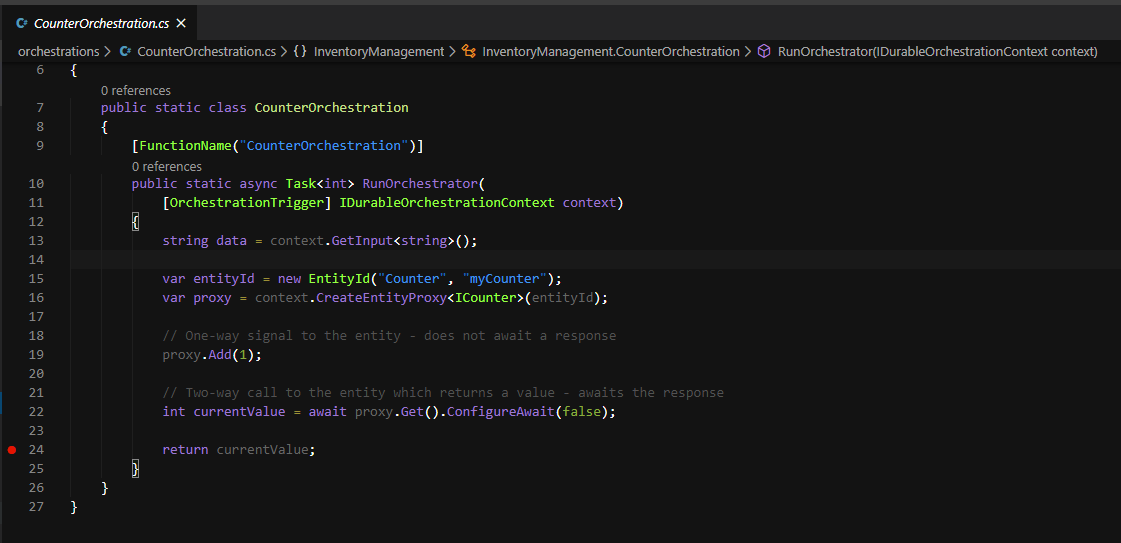 CounterOrchestration.cs
orchestrations > CounterOrchestration.cs > {} InventoryManagement > InventoryManagement.CounterOrchestration > RunOrchestrator(IDurableOrchestrationContext context)
6 {
0 references
7 public static class CounterOrchestration
8 {
9 [FunctionName("CounterOrchestration")]
0 references
10 public static async Task<int> RunOrchestrator(
11 [OrchestrationTrigger] IDurableOrchestrationContext context)
12 {
13 string data = context.GetInput<string>();
14
15 var entityId = new EntityId("Counter", "myCounter");
16 var proxy = context.CreateEntityProxy<ICounter>(entityId);
17
18 // One-way signal to the entity - does not await a response
19 proxy.Add(1);
20
21 // Two-way call to the entity which returns a value - awaits the response
22 int currentValue = await proxy.Get().ConfigureAwait(false);
23
24 return currentValue;
25 }
26 }
27 }